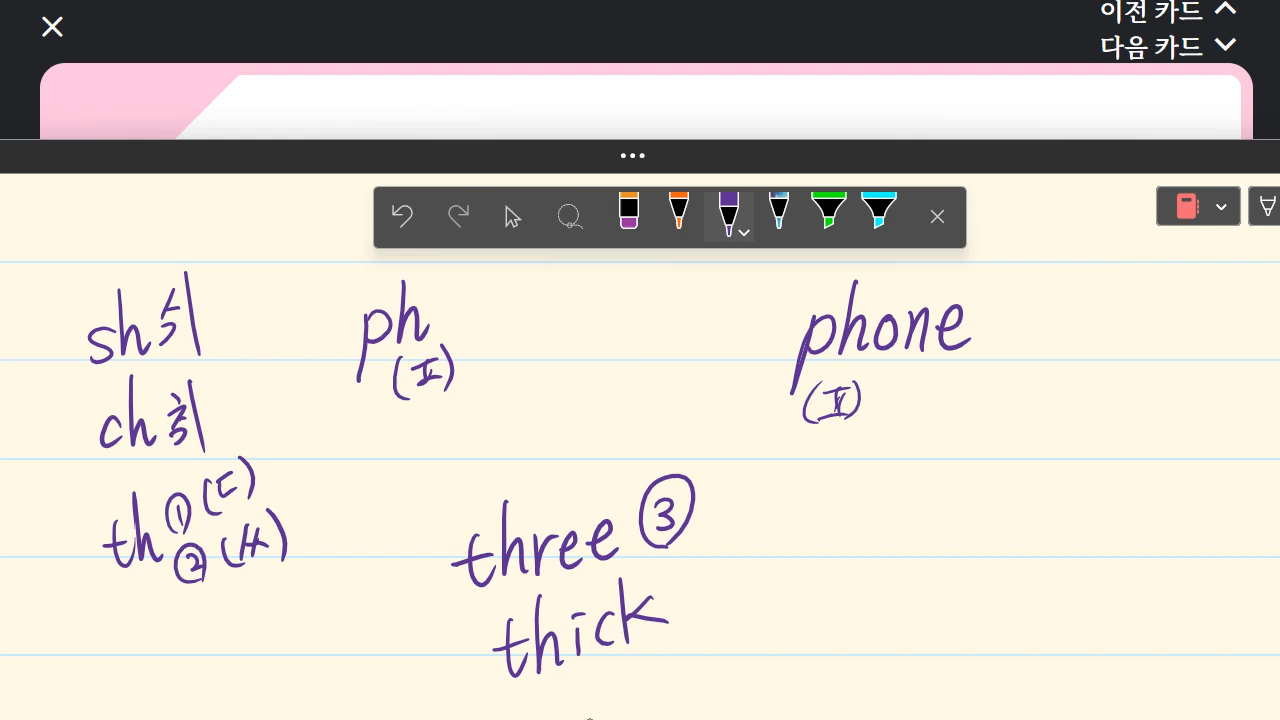 이전 카드
다음 카드
sh 쉬
ch 취
th ① (ㄷ)
② (ㅆ)
ph
(ㅍ)
phone
(ㅍ)
three ③
thick